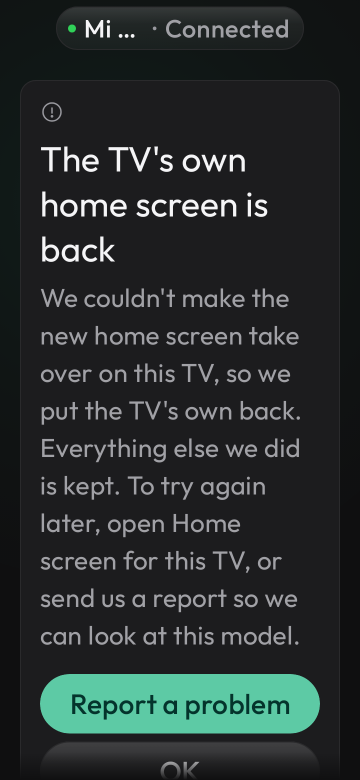 Mi ... · Connected
The TV's own
home screen is
back
We couldn't make the
new home screen take
over on this TV, so we
put the TV's own back.
Everything else we did
is kept. To try again
later, open Home
screen for this TV, or
send us a report so we
can look at this model.
Report a problem
OK